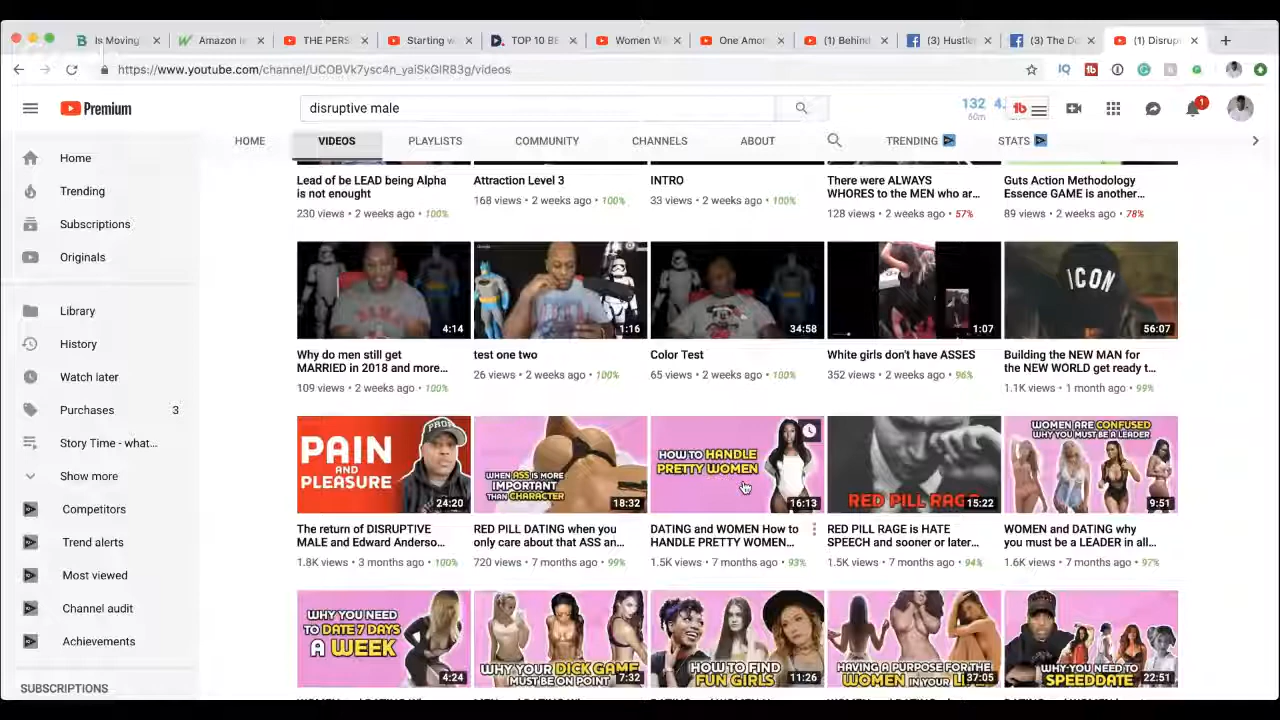 Is Moving
Amazon is
THE PERS
Starting w
TOP 10 BE
Women W
One Amor
(1) Behind
(3) Hustle
(3) The Do
(1) Disrup
https://www.youtube.com/channel/UCOBVk7ysc4n_yaiSkGIRB3g/videos
Premium
disruptive male
132
60m
4.
tb
1
HOME
VIDEOS
PLAYLISTS
COMMUNITY
CHANNELS
ABOUT
TRENDING
STATS
Home
Trending
Subscriptions
Originals
Library
History
Watch later
Purchases 3
Story Time - what...
Show more
Competitors
Trend alerts
Most viewed
Channel audit
Achievements
SUBSCRIPTIONS
Lead of be LEAD being Alpha
is not enought
230 views • 2 weeks ago • 100%
Attraction Level 3
168 views • 2 weeks ago • 100%
INTRO
33 views • 2 weeks ago • 100%
There were ALWAYS
WHORES to the MEN who ar...
128 views • 2 weeks ago • 57%
Guts Action Methodology
Essence GAME is another...
89 views • 2 weeks ago • 78%
4:14
1:16
34:58
1:07
ICON
56:07
Why do men still get
MARRIED in 2018 and more...
109 views • 2 weeks ago • 100%
test one two
26 views • 2 weeks ago • 100%
Color Test
65 views • 2 weeks ago • 100%
White girls don't have ASSES
352 views • 2 weeks ago • 96%
Building the NEW MAN for
the NEW WORLD get ready t...
1.1K views • 1 month ago • 99%
PAIN
AND
PLEASURE
24:20
WHEN ASS IS MORE
IMPORTANT
THAN CHARACTER
18:32
HOW TO HANDLE
PRETTY WOMEN
16:13
RED PILL RAGE
15:22
WOMEN ARE CONFUSED
WHY YOU MUST BE A LEADER
9:51
The return of DISRUPTIVE
MALE and Edward Anderso...
1.8K views • 3 months ago • 100%
RED PILL DATING when you
only care about that ASS an...
720 views • 7 months ago • 99%
DATING and WOMEN How to
HANDLE PRETTY WOMEN...
1.5K views • 7 months ago • 93%
RED PILL RAGE is HATE
SPEECH and sooner or later...
1.5K views • 7 months ago • 94%
WOMEN and DATING why
you must be a LEADER in all...
1.6K views • 7 months ago • 97%
WHY YOU NEED
TO DATE 7 DAYS
A WEEK
4:24
WHY YOUR DICK GAME
MUST BE ON POINT
7:32
HOW TO FIND
FUN GIRLS
11:26
HAVING A PURPOSE FOR THE
WOMEN IN YOUR
37:05
WHY YOU NEED TO
SPEEDDATE
22:51